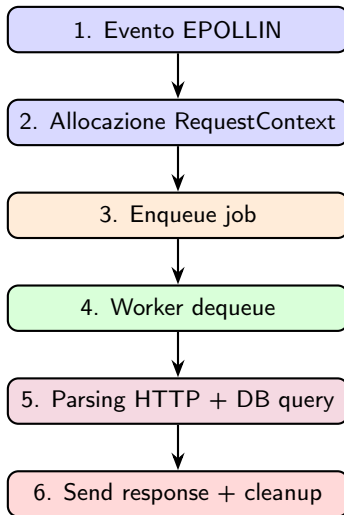 1. Evento EPOLLIN
2. Allocazione RequestContext
3. Enqueue job
4. Worker dequeue
5. Parsing HTTP + DB query
6. Send response + cleanup